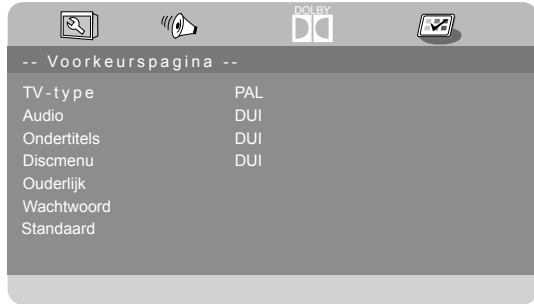 DOLBY
-- Voorkeurspagina --
TV-type PAL
Audio DUI
Ondertitels DUI
Discmenu DUI
Ouderlijk
Wachtwoord
Standaard